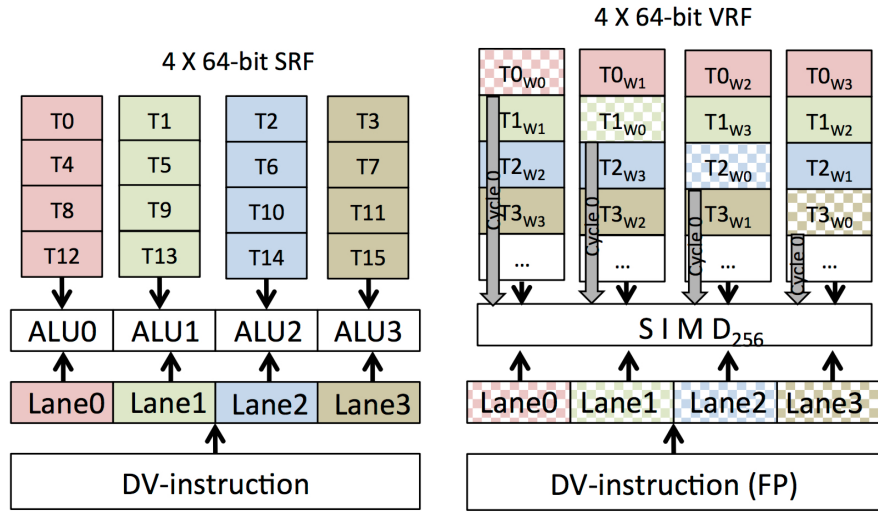 4 X 64-bit SRF
T0 T1 T2 T3
T4 T5 T6 T7
T8 T9 T10 T11
T12 T13 T14 T15
ALU0 ALU1 ALU2 ALU3
Lane0 Lane1 Lane2 Lane3
DV-instruction
4 X 64-bit VRF
T0W0 T0W1 T0W2 T0W3
T1W1 T1W0 T1W3 T1W2
T2W2 T2W3 T2W0 T2W1
T3W3 T3W2 T3W1 T3W0
... ... ... ...
Cycle 0 Cycle 0 Cycle 0 Cycle 0
S I M D256
Lane0 Lane1 Lane2 Lane3
DV-instruction (FP)